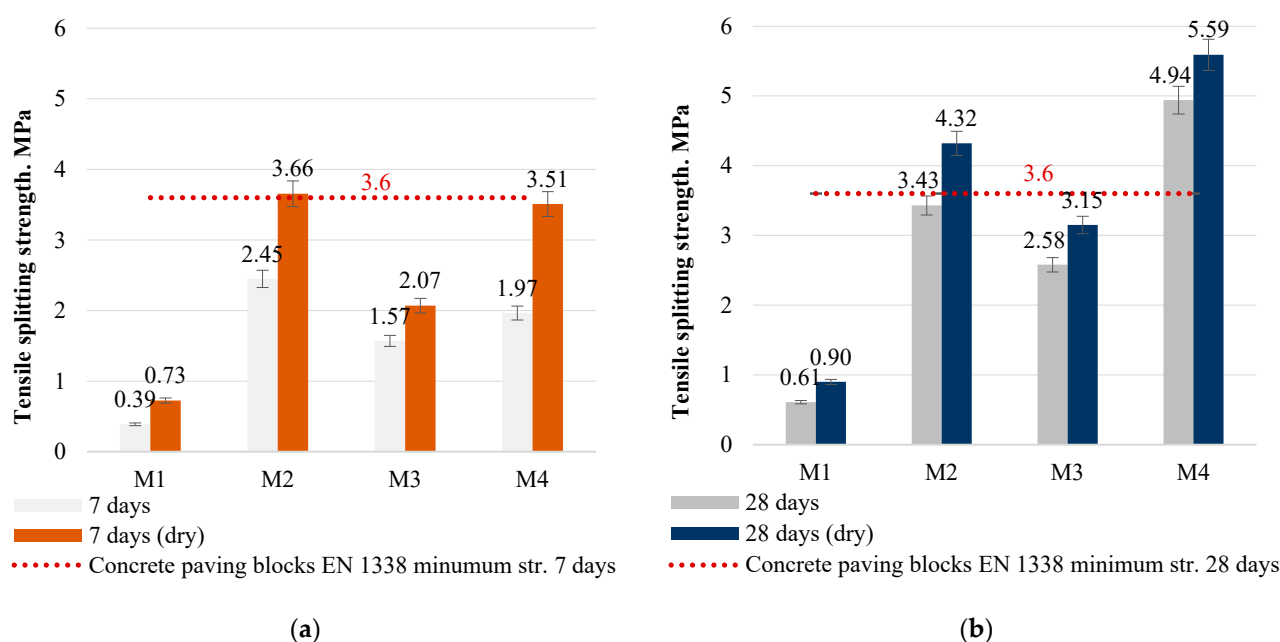 Tensile splitting strength. MPa
6
5
4
3
2
1
0
3.66
3.6
3.51
2.45
2.07
1.97
1.57
0.73
0.39
M1 M2 M3 M4
7 days
7 days (dry)
Concrete paving blocks EN 1338 minumum str. 7 days
(a)
Tensile splitting strength. MPa
6
5
4
3
2
1
0
5.59
4.94
4.32
3.6
3.43
3.15
2.58
0.90
0.61
M1 M2 M3 M4
28 days
28 days (dry)
Concrete paving blocks EN 1338 minimum str. 28 days
(b)